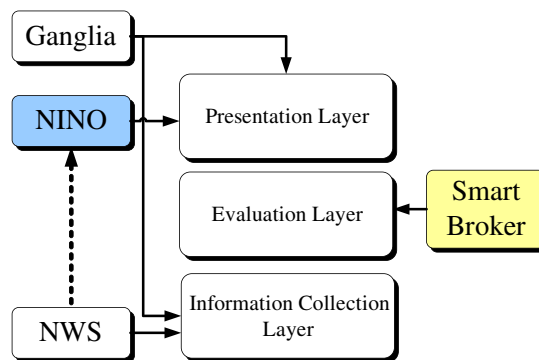 Ganglia
NINO
Presentation Layer
Evaluation Layer
Smart
Broker
Information Collection
Layer
NWS